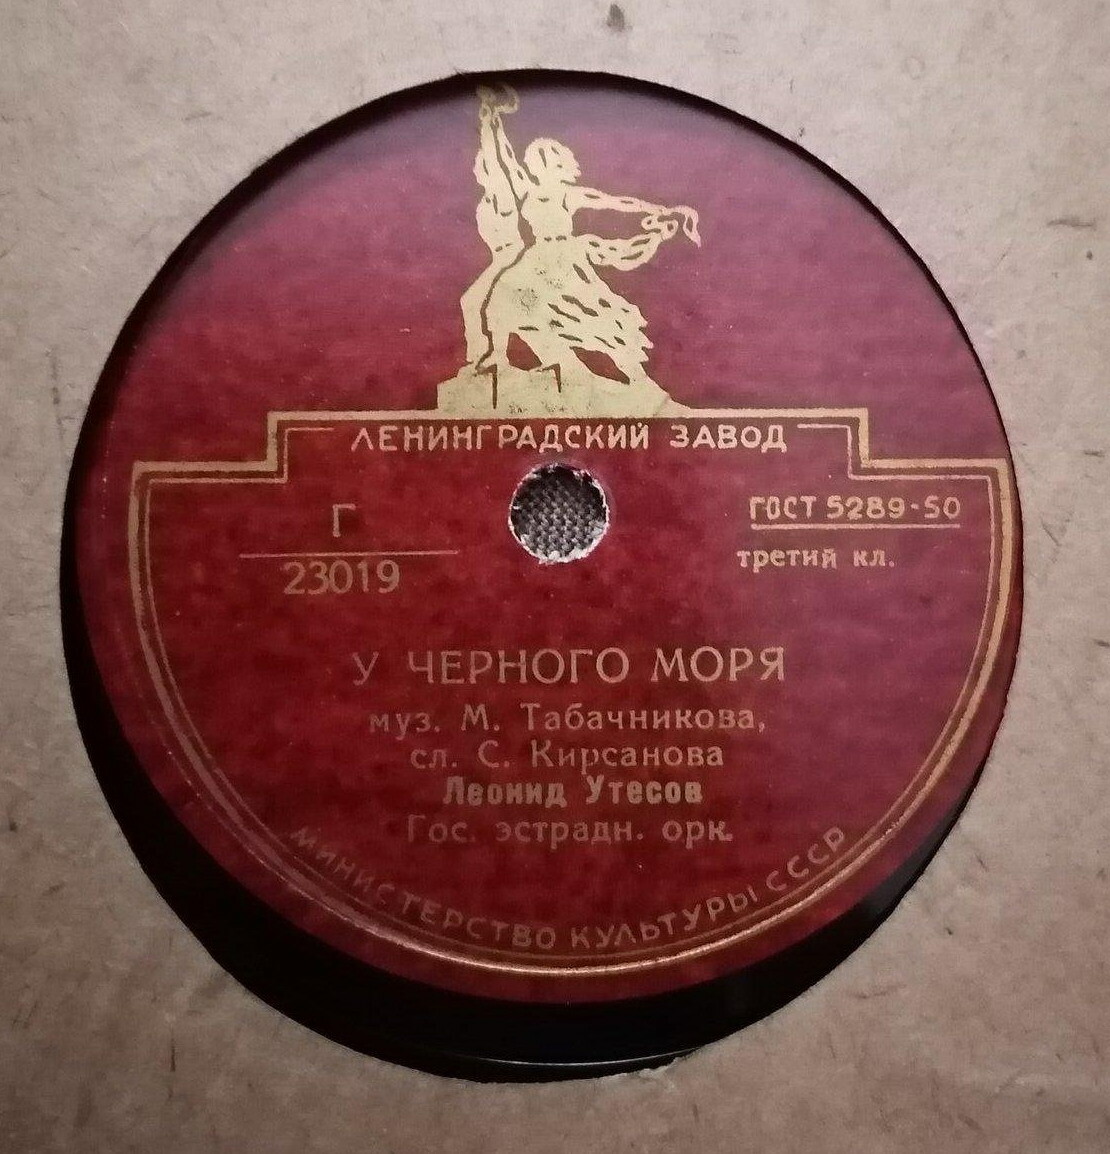 ЛЕНИНГРАДСКИЙ ЗАВОД
Г
23019
ГОСТ 5289-50
третий кл.
У ЧЕРНОГО МОРЯ
муз. М. Табачникова,
сл. С. Кирсанова
Леонид Утесов
Гос. эстрадн. орк.
МИНИСТЕРСТВО КУЛЬТУРЫ СССР